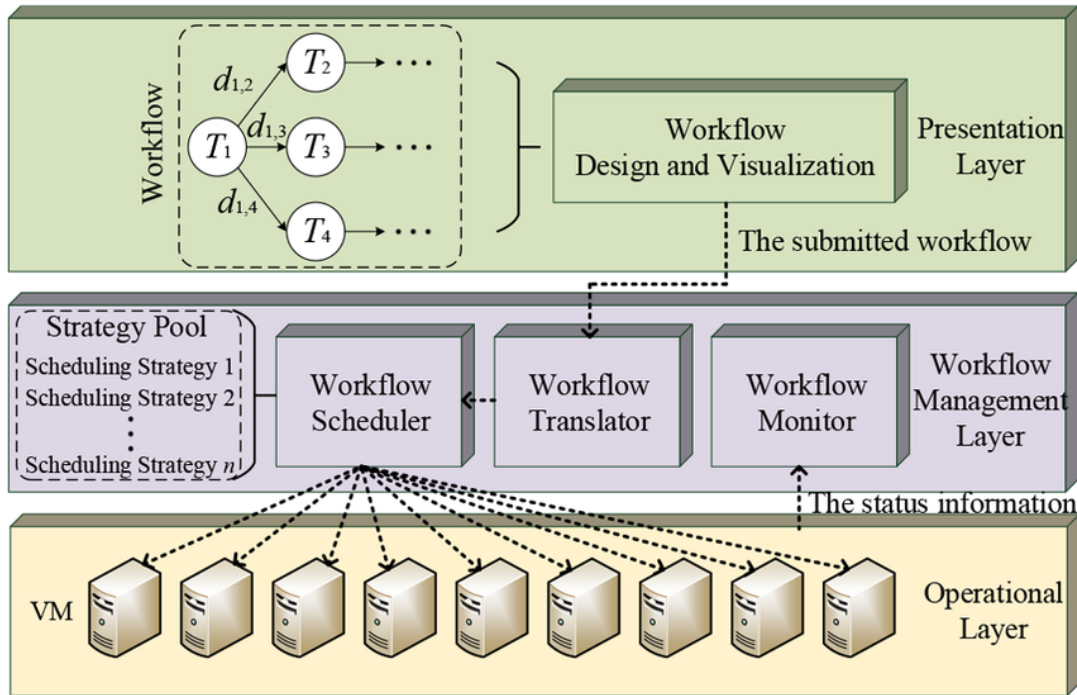 Workflow
T1
d1,2
d1,3
d1,4
T2
T3
T4
Workflow
Design and Visualization
Presentation
Layer
The submitted workflow
Strategy Pool
Scheduling Strategy 1
Scheduling Strategy 2
Scheduling Strategy n
Workflow
Scheduler
Workflow
Translator
Workflow
Monitor
Workflow
Management
Layer
The status information
VM
Operational
Layer